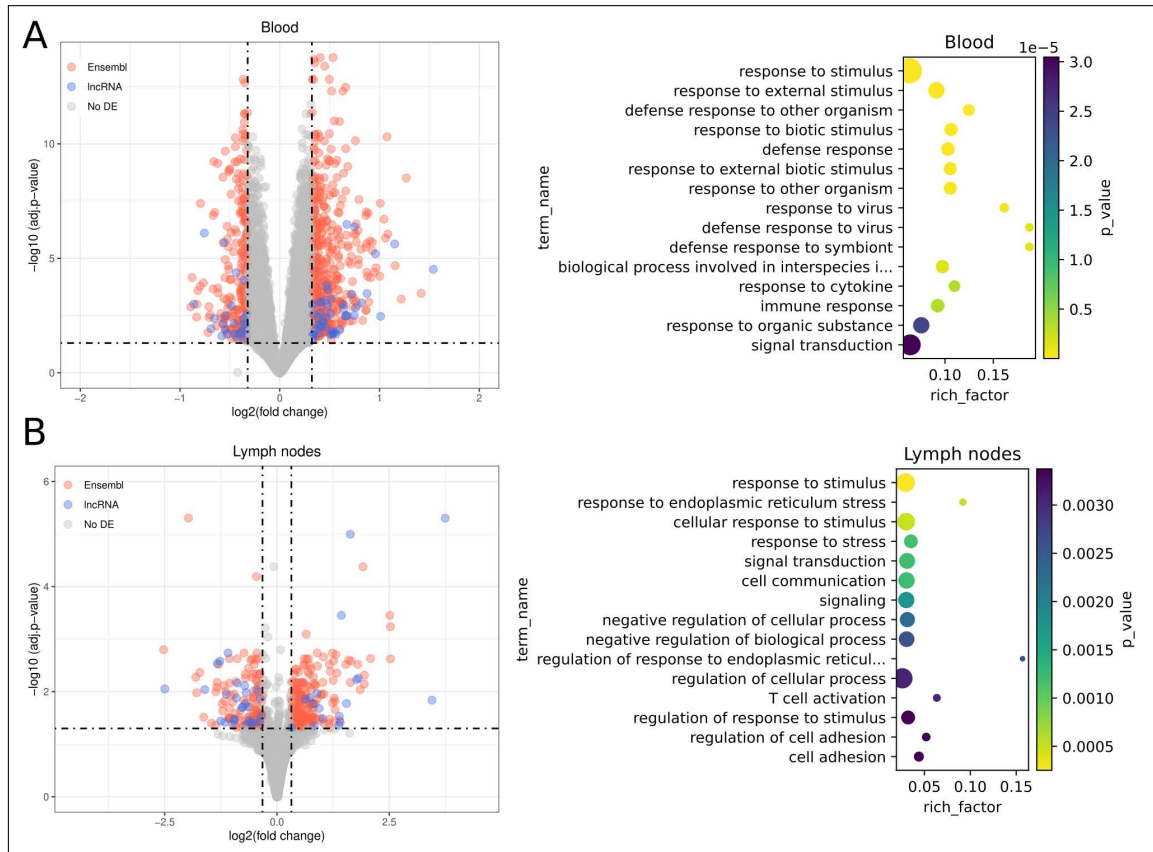 A
Blood
Ensembl
lncRNA
No DE
10
5
0
−log10 (adj.p−value)
−2
−1
0
1
2
log2(fold change)
Blood
1e−5
response to stimulus
response to external stimulus
defense response to other organism
response to biotic stimulus
defense response
response to external biotic stimulus
response to other organism
response to virus
defense response to virus
defense response to symbiont
biological process involved in interspecies i...
response to cytokine
immune response
response to organic substance
signal transduction
term_name
0.10
0.15
rich_factor
3.0
2.5
2.0
1.5
1.0
0.5
p_value
B
Lymph nodes
Ensembl
lncRNA
No DE
6
4
2
0
−log10 (adj.p−value)
−2.5
0.0
2.5
log2(fold change)
Lymph nodes
response to stimulus
response to endoplasmic reticulum stress
cellular response to stimulus
response to stress
signal transduction
cell communication
signaling
negative regulation of cellular process
negative regulation of biological process
regulation of response to endoplasmic reticul...
regulation of cellular process
T cell activation
regulation of response to stimulus
regulation of cell adhesion
cell adhesion
term_name
0.05
0.10
0.15
rich_factor
0.0030
0.0025
0.0020
0.0015
0.0010
0.0005
p_value